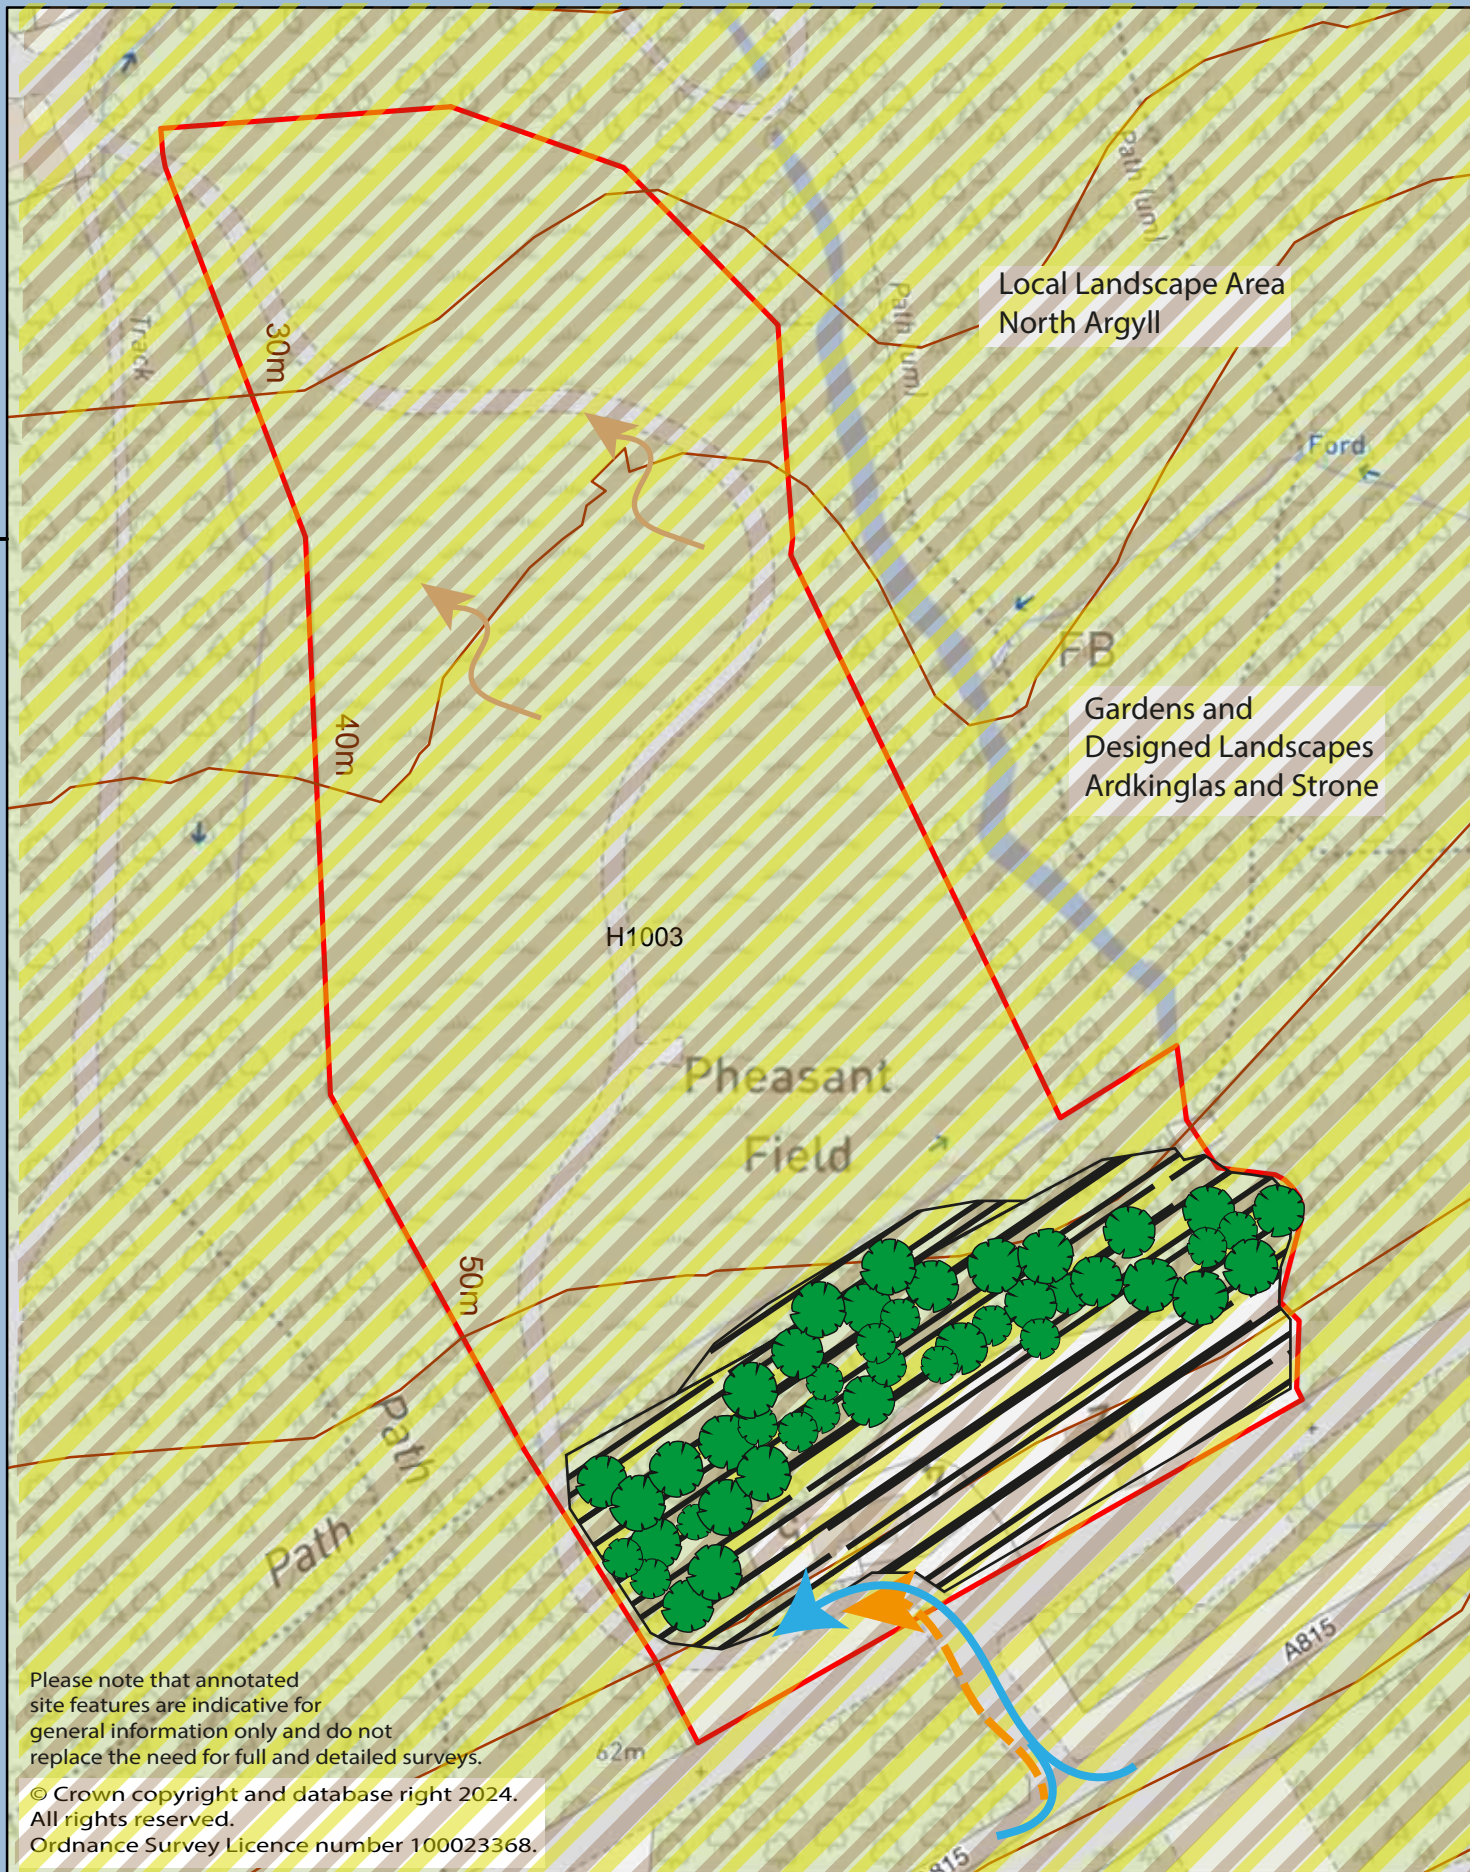 Path (um)
Local Landscape Area
North Argyll
Path (um)
Track
30m
Ford
FB
Gardens and
Designed Landscapes
Ardkinglas and Strone
40m
H1003
Pheasant
Field
50m
Path
Path
7
A815
62m
Please note that annotated
site features are indicative for
general information only and do not
replace the need for full and detailed surveys.
© Crown copyright and database right 2024.
All rights reserved.
Ordnance Survey Licence number 100023368.
815